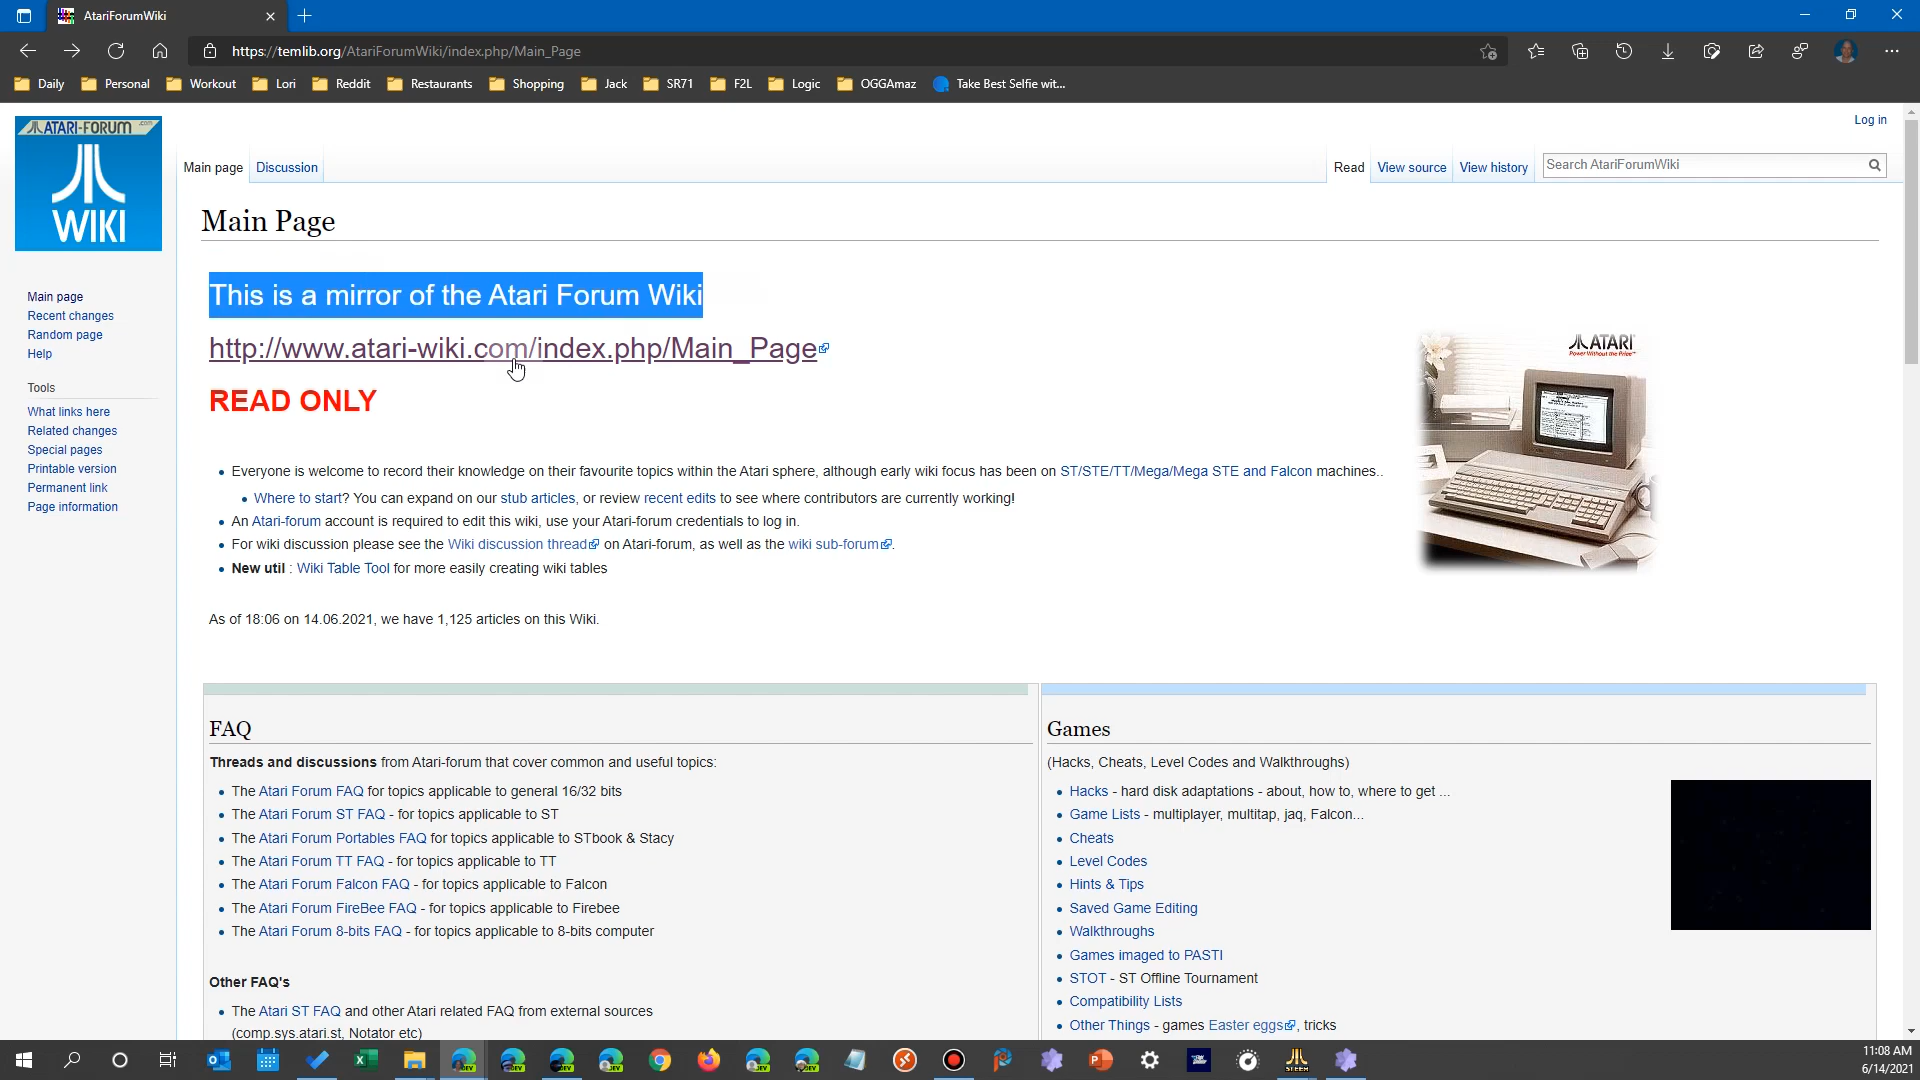 AtariForumWiki
https://temlib.org/AtariForumWiki/index.php/Main_Page
Daily Personal Workout Lori Reddit Restaurants Shopping Jack SR71 F2L Logic OGGAmaz Take Best Selfie wit...
Log in
ATARI-FORUM .com
WIKI
Main page Discussion Read View source View history Search AtariForumWiki
Main Page
This is a mirror of the Atari Forum Wiki
http://www.atari-wiki.com/index.php/Main_Page
READ ONLY
Main page
Recent changes
Random page
Help
Tools
What links here
Related changes
Special pages
Printable version
Permanent link
Page information
ATARI
Power Without the Price™
Everyone is welcome to record their knowledge on their favourite topics within the Atari sphere, although early wiki focus has been on ST/STE/TT/Mega/Mega STE and Falcon machines..
Where to start? You can expand on our stub articles, or review recent edits to see where contributors are currently working!
An Atari-forum account is required to edit this wiki, use your Atari-forum credentials to log in.
For wiki discussion please see the Wiki discussion thread on Atari-forum, as well as the wiki sub-forum.
New util : Wiki Table Tool for more easily creating wiki tables
As of 18:06 on 14.06.2021, we have 1,125 articles on this Wiki.
FAQ
Threads and discussions from Atari-forum that cover common and useful topics:
The Atari Forum FAQ for topics applicable to general 16/32 bits
The Atari Forum ST FAQ - for topics applicable to ST
The Atari Forum Portables FAQ for topics applicable to STbook & Stacy
The Atari Forum TT FAQ - for topics applicable to TT
The Atari Forum Falcon FAQ - for topics applicable to Falcon
The Atari Forum FireBee FAQ - for topics applicable to Firebee
The Atari Forum 8-bits FAQ - for topics applicable to 8-bits computer
Other FAQ's
The Atari ST FAQ and other Atari related FAQ from external sources
(comp.sys.atari.st, Notator etc)
Games
(Hacks, Cheats, Level Codes and Walkthroughs)
Hacks - hard disk adaptations - about, how to, where to get ...
Game Lists - multiplayer, multitap, jaq, Falcon...
Cheats
Level Codes
Hints & Tips
Saved Game Editing
Walkthroughs
Games imaged to PASTI
STOT - ST Offline Tournament
Compatibility Lists
Other Things - games Easter eggs, tricks
11:08 AM
6/14/2021